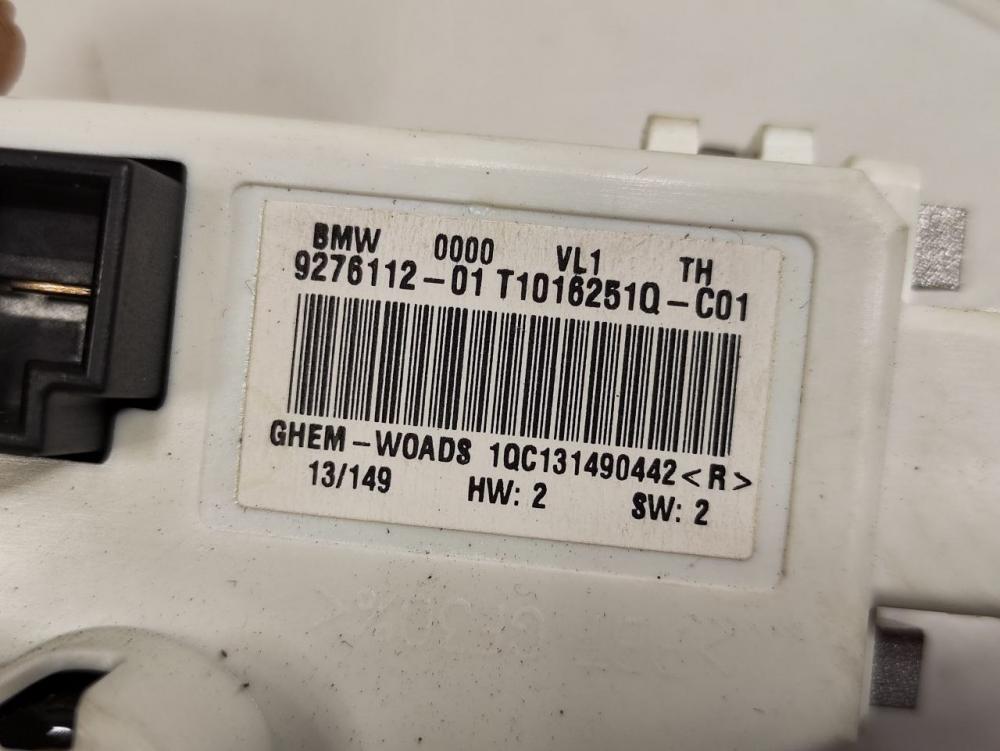 BMW 0000 VL1 TH
9276112-01 T1016251Q-C01
GHEM-WOADS 1QC131490442<R>
13/149 HW: 2 SW: 2